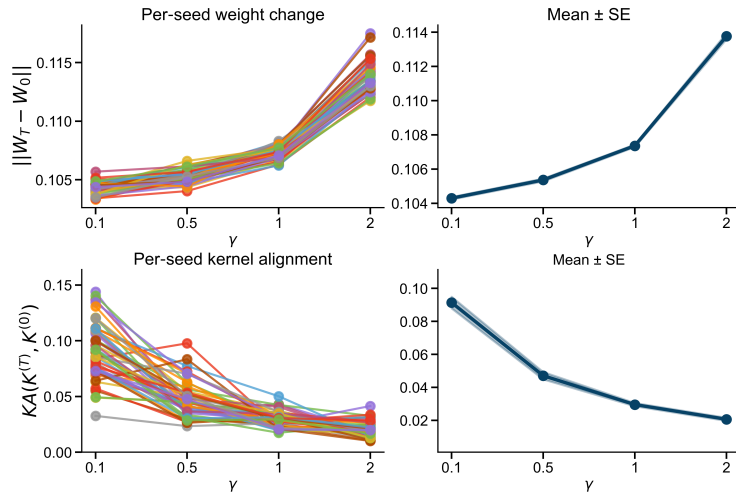 Per-seed weight change
||W_T − W_0||
0.115
0.110
0.105
0.1 0.5 1 2
γ
Mean ± SE
0.114
0.112
0.110
0.108
0.106
0.104
0.1 0.5 1 2
γ
Per-seed kernel alignment
KA(K^{(T)}, K^{(0)})
0.15
0.10
0.05
0.00
0.1 0.5 1 2
γ
Mean ± SE
0.10
0.08
0.06
0.04
0.02
0.1 0.5 1 2
γ